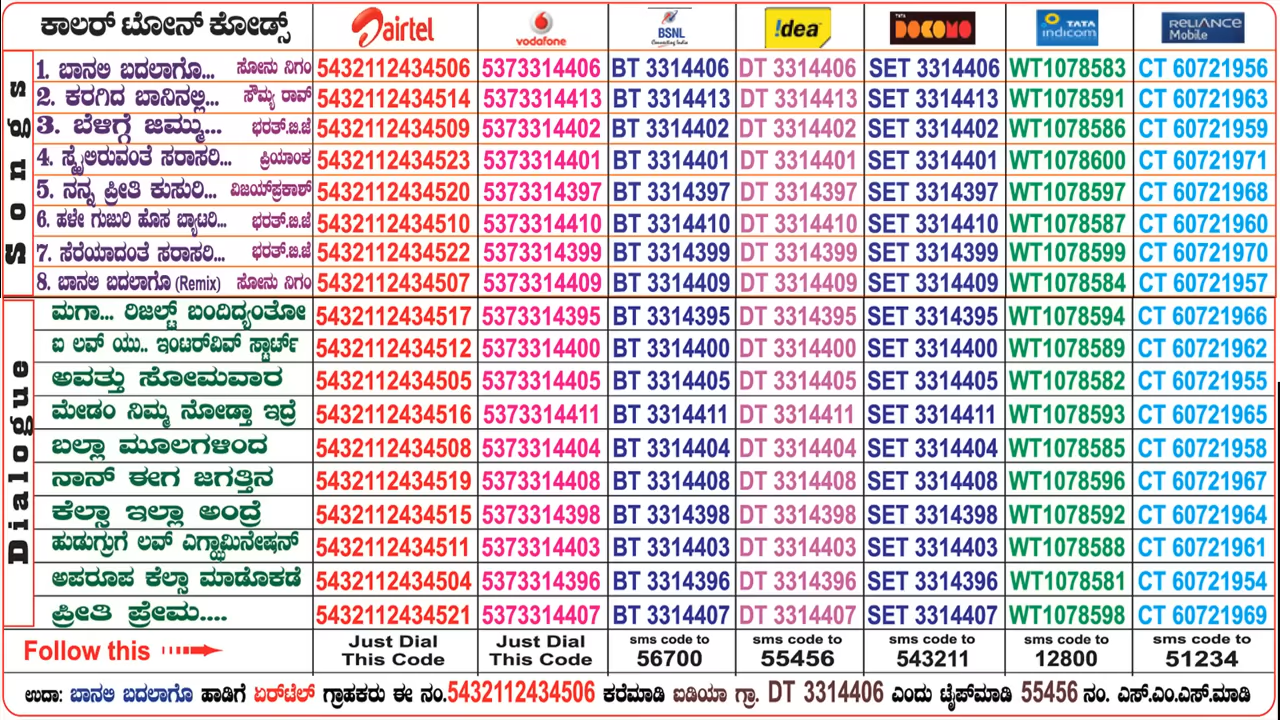 ಕಾಲರ್ ಟೋನ್ ಕೋಡ್ಸ್ airtel vodafone BSNL Connecting India !dea TATA DOCOMO TATA indicom RELIANCE Mobile
Songs
1. ಬಾನಲಿ ಬದಲಾಗೊ... ಸೋನು ನಿಗಂ 5432112434506 5373314406 BT 3314406 DT 3314406 SET 3314406 WT1078583 CT 60721956
2. ಕರಗಿದ ಬಾನಿನಲ್ಲಿ... ಸೌಮ್ಯ ರಾವ್ 5432112434514 5373314413 BT 3314413 DT 3314413 SET 3314413 WT1078591 CT 60721963
3. ಬೆಳಿಗ್ಗೆ ಜಿಮ್ಮು... ಭರತ್.ಬಿ.ಜೆ 5432112434509 5373314402 BT 3314402 DT 3314402 SET 3314402 WT1078586 CT 60721959
4. ಸ್ಮೈಲಿರುವಂತೆ ಸರಾಸರಿ... ಪ್ರಿಯಾಂಕ 5432112434523 5373314401 BT 3314401 DT 3314401 SET 3314401 WT1078600 CT 60721971
5. ನನ್ನ ಪ್ರೀತಿ ಕುಸುರಿ... ವಿಜಯ್‌ಪ್ರಕಾಶ್ 5432112434520 5373314397 BT 3314397 DT 3314397 SET 3314397 WT1078597 CT 60721968
6. ಹಳೇ ಗುಜುರಿ ಹೊಸ ಬ್ಯಾಟರಿ... ಭರತ್.ಬಿ.ಜೆ 5432112434510 5373314410 BT 3314410 DT 3314410 SET 3314410 WT1078587 CT 60721960
7. ಸೆರೆಯಾದಂತೆ ಸರಾಸರಿ... ಭರತ್.ಬಿ.ಜೆ 5432112434522 5373314399 BT 3314399 DT 3314399 SET 3314399 WT1078599 CT 60721970
8. ಬಾನಲಿ ಬದಲಾಗೊ (Remix) ಸೋನು ನಿಗಂ 5432112434507 5373314409 BT 3314409 DT 3314409 SET 3314409 WT1078584 CT 60721957
Dialogue
ಮಗಾ... ರಿಜಲ್ಟ್ ಬಂದಿದ್ಯಂತೋ 5432112434517 5373314395 BT 3314395 DT 3314395 SET 3314395 WT1078594 CT 60721966
ಐ ಲವ್ ಯು.. ಇಂಟರ್‌ವಿವ್ ಸ್ಟಾರ್ಟ್ 5432112434512 5373314400 BT 3314400 DT 3314400 SET 3314400 WT1078589 CT 60721962
ಅವತ್ತು ಸೋಮವಾರ 5432112434505 5373314405 BT 3314405 DT 3314405 SET 3314405 WT1078582 CT 60721955
ಮೇಡಂ ನಿಮ್ಮ ನೋಡ್ತಾ ಇದ್ರೆ 5432112434516 5373314411 BT 3314411 DT 3314411 SET 3314411 WT1078593 CT 60721965
ಬಲ್ಲಾ ಮೂಲಗಳಿಂದ 5432112434508 5373314404 BT 3314404 DT 3314404 SET 3314404 WT1078585 CT 60721958
ನಾನ್ ಈಗ ಜಗತ್ತಿನ 5432112434519 5373314408 BT 3314408 DT 3314408 SET 3314408 WT1078596 CT 60721967
ಕೆಲ್ಸಾ ಇಲ್ಲಾ ಅಂದ್ರೆ 5432112434515 5373314398 BT 3314398 DT 3314398 SET 3314398 WT1078592 CT 60721964
ಹುಡುಗ್ರುಗೆ ಲವ್ ಎಗ್ಝಾಮಿನೇಷನ್ 5432112434511 5373314403 BT 3314403 DT 3314403 SET 3314403 WT1078588 CT 60721961
ಅಪರೂಪ ಕೆಲ್ಸಾ ಮಾಡೊಕಡೆ 5432112434504 5373314396 BT 3314396 DT 3314396 SET 3314396 WT1078581 CT 60721954
ಪ್ರೀತಿ ಪ್ರೇಮ.... 5432112434521 5373314407 BT 3314407 DT 3314407 SET 3314407 WT1078598 CT 60721969
Follow this Just Dial This Code Just Dial This Code sms code to 56700 sms code to 55456 sms code to 543211 sms code to 12800 sms code to 51234
ಉದಾ: ಬಾನಲಿ ಬದಲಾಗೊ ಹಾಡಿಗೆ ಏರ್‌ಟೆಲ್ ಗ್ರಾಹಕರು ಈ ನಂ.5432112434506 ಕರೆಮಾಡಿ ಐಡಿಯಾ ಗ್ರಾ. DT 3314406 ಎಂದು ಟೈಪ್‌ಮಾಡಿ 55456 ನಂ. ಎಸ್.ಎಂ.ಎಸ್.ಮಾಡಿ